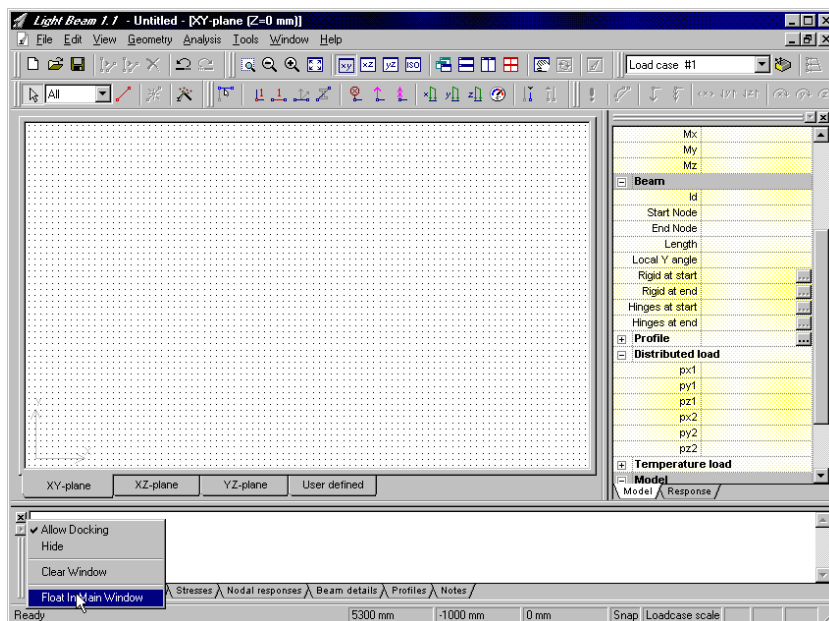 Light Beam 1.1 - Untitled - [XY-plane (Z=0 mm)]
File Edit View Geometry Analysis Tools Window Help
xy xz yz ISO Load case #1
All
Mx
My
Mz
Beam
Id
Start Node
End Node
Length
Local Y angle
Rigid at start ...
Rigid at end ...
Hinges at start ...
Hinges at end ...
Profile ...
Distributed load
px1
py1
pz1
px2
py2
pz2
Temperature load
Model
Model Response
Y
X
XY-plane XZ-plane YZ-plane User defined
Allow Docking
Hide
Clear Window
Float In Main Window
Stresses Nodal responses Beam details Profiles Notes
Ready 5300 mm -1000 mm 0 mm Snap Loadcase scale